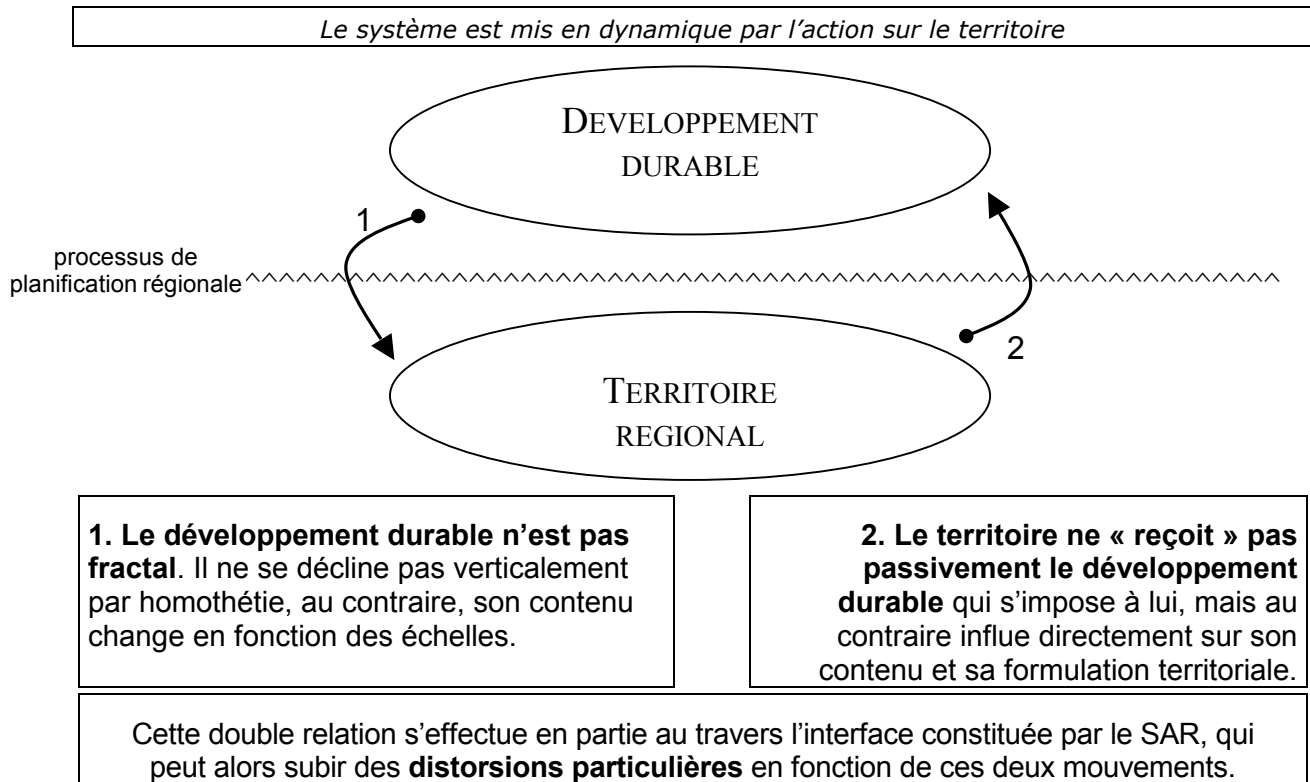 Le système est mis en dynamique par l'action sur le territoire
DEVELOPPEMENT
DURABLE
1
processus de
planification régionale
2
TERRITOIRE
REGIONAL
1. Le développement durable n'est pas
fractal. Il ne se décline pas verticalement
par homothétie, au contraire, son contenu
change en fonction des échelles.
2. Le territoire ne « reçoit » pas
passivement le développement
durable qui s'impose à lui, mais au
contraire influe directement sur son
contenu et sa formulation territoriale.
Cette double relation s'effectue en partie au travers l'interface constituée par le SAR, qui
peut alors subir des distorsions particulières en fonction de ces deux mouvements.